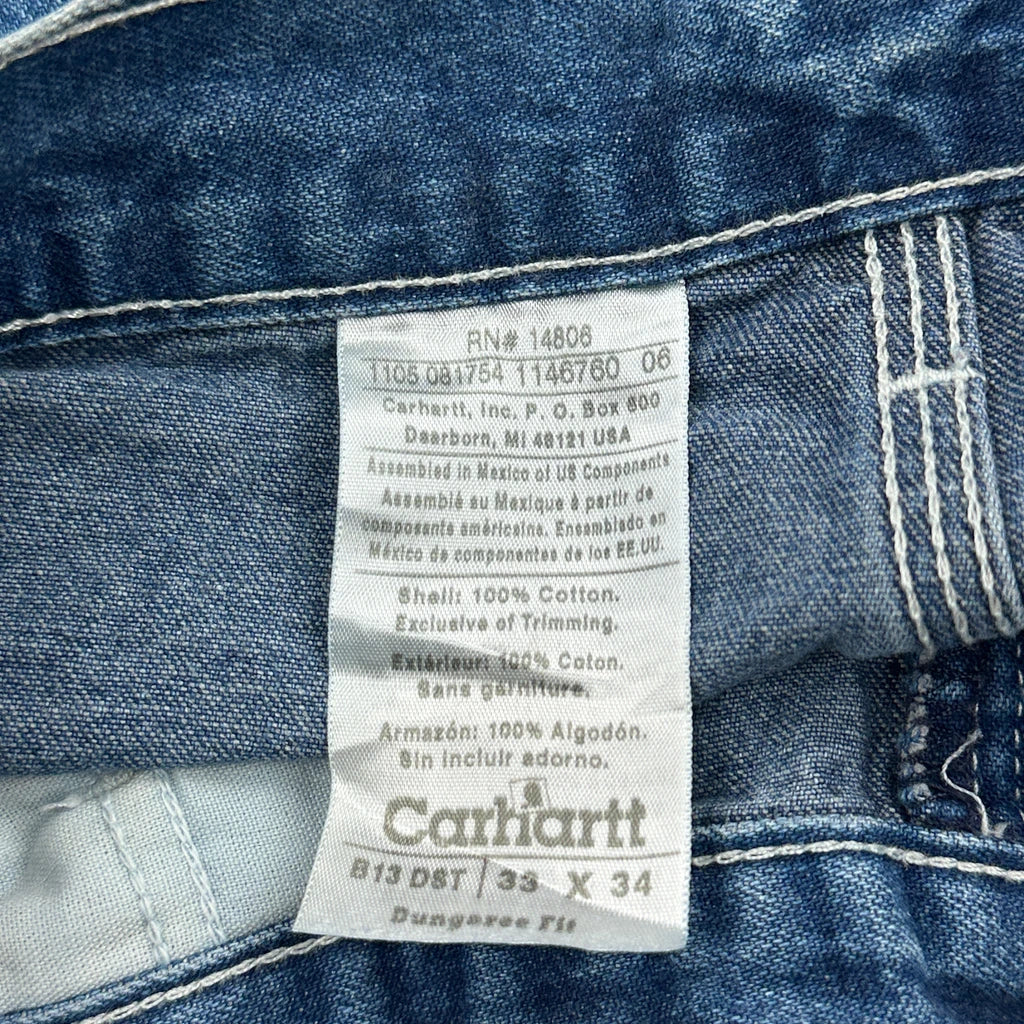 RN# 14806
1105 081754 1146760 06
Carhartt, Inc. P. O. Box 600
Dearborn, MI 48121 USA
Assembled in Mexico of US Components
Assemblé au Mexique à partir de
composants américains. Ensamblado en
México de componentes de los EE.UU.
Shell: 100% Cotton.
Exclusive of Trimming.
Extérieur: 100% Coton.
Sans garniture.
Armazón: 100% Algodón.
Sin incluir adorno.
Carhartt
B13 DST / 33 X 34
Dungaree Fit